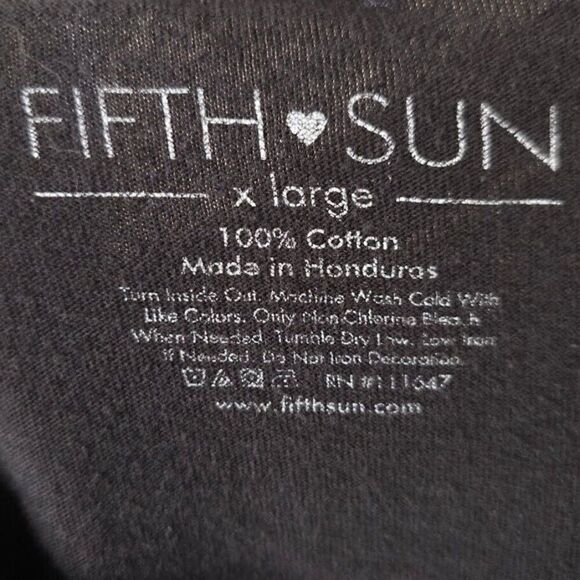 FIFTH ♥ SUN
x large
100% Cotton
Made in Honduras
Turn Inside Out. Machine Wash Cold With
Like Colors. Only Non-Chlorine Bleach
When Needed. Tumble Dry Low. Low Iron
If Needed. Do Not Iron Decoration.
RN #111647
www.fifthsun.com